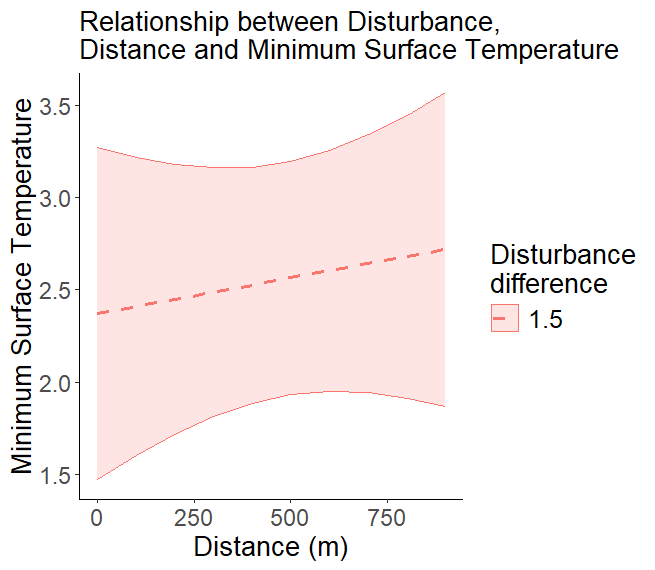 Relationship between Disturbance,
Distance and Minimum Surface Temperature
Minimum Surface Temperature
3.5
3.0
2.5
2.0
1.5
0
250
500
750
Distance (m)
Disturbance
difference
1.5